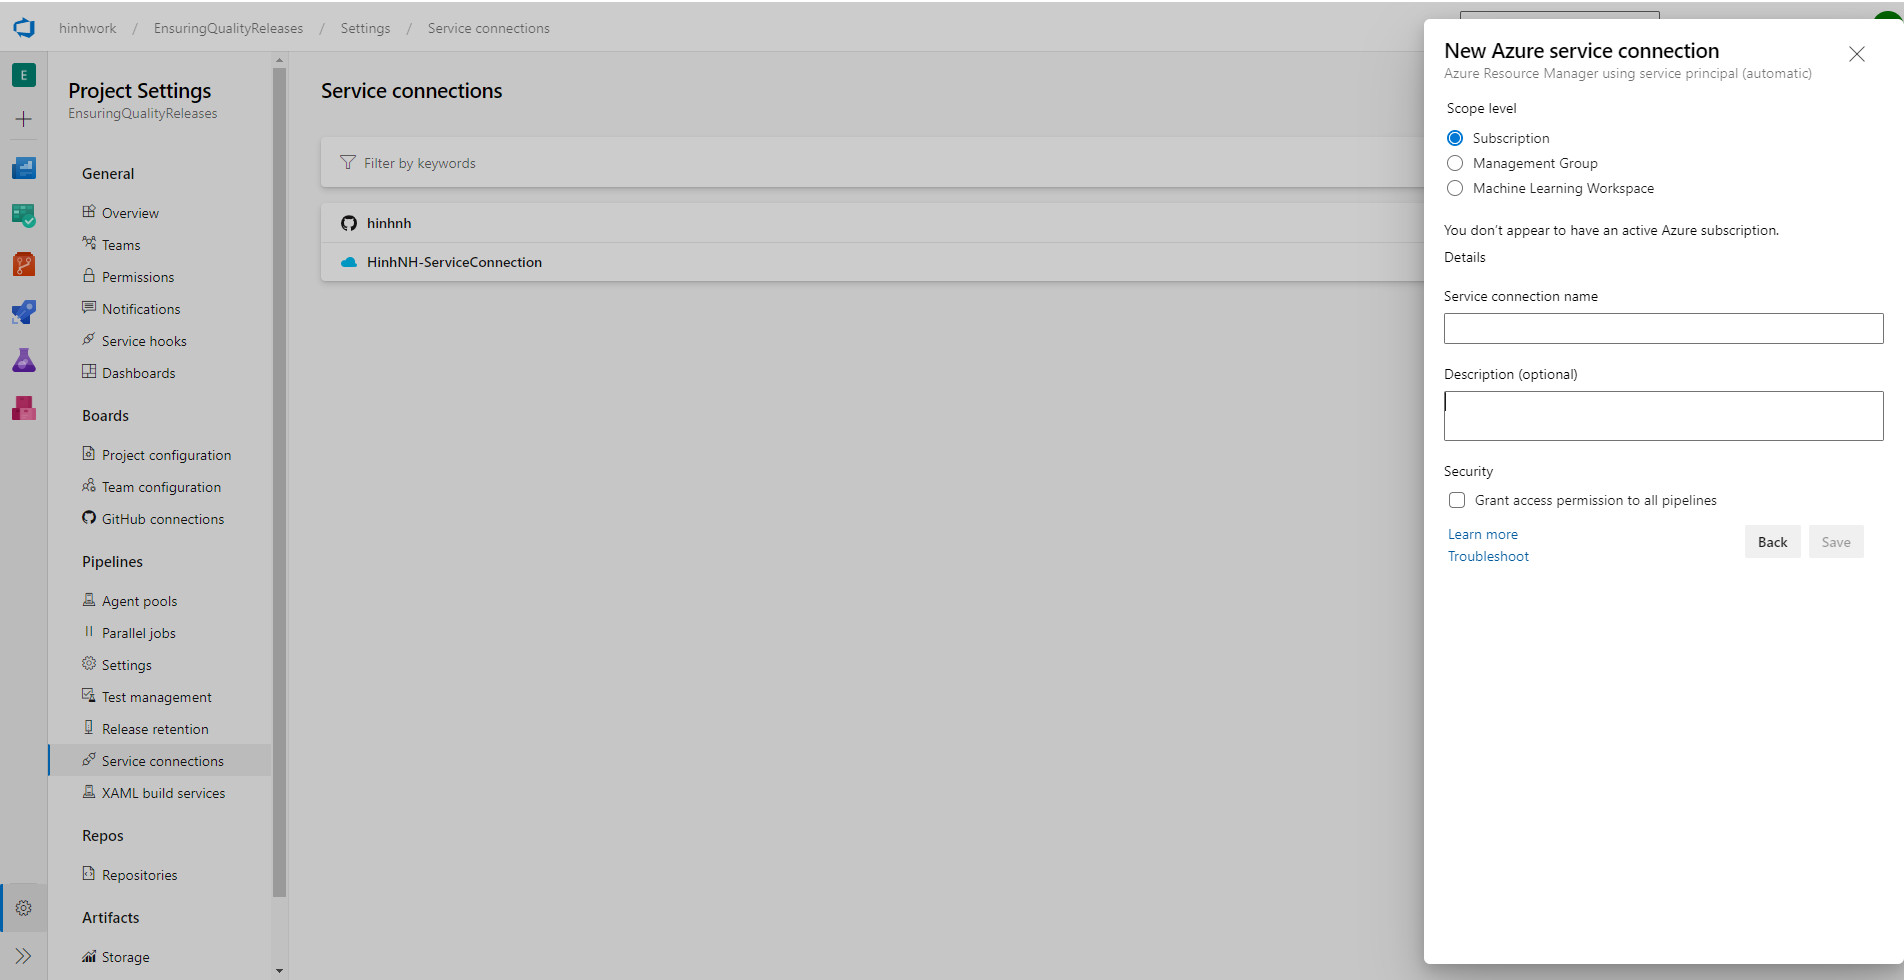 hinhwork / EnsuringQualityReleases / Settings / Service connections
E
Project Settings
EnsuringQualityReleases
General
Overview
Teams
Permissions
Notifications
Service hooks
Dashboards
Boards
Project configuration
Team configuration
GitHub connections
Pipelines
Agent pools
Parallel jobs
Settings
Test management
Release retention
Service connections
XAML build services
Repos
Repositories
Artifacts
Storage
Service connections
Filter by keywords
hinhnh
HinhNH-ServiceConnection
New Azure service connection
Azure Resource Manager using service principal (automatic)
Scope level
Subscription
Management Group
Machine Learning Workspace
You don’t appear to have an active Azure subscription.
Details
Service connection name
Description (optional)
Security
Grant access permission to all pipelines
Learn more
Troubleshoot
Back
Save